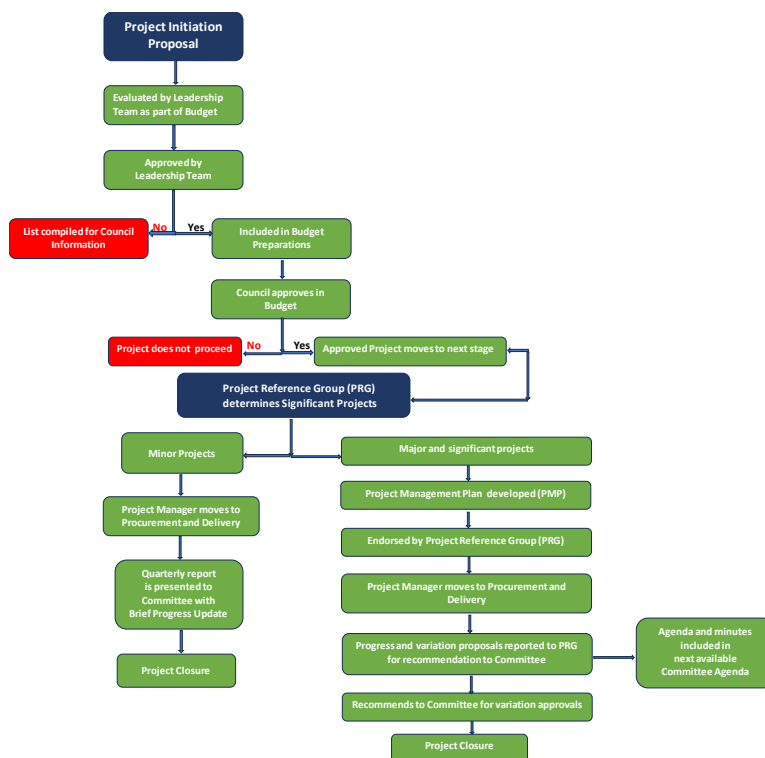 Project Initiation
Proposal
Evaluated by Leadership
Team as part of Budget
Approved by
Leadership Team
No
Yes
List compiled for Council
Information
Included in Budget
Preparations
Council approves in
Budget
No
Yes
Project does not proceed
Approved Project moves to next stage
Project Reference Group (PRG)
determines Significant Projects
Minor Projects
Major and significant projects
Project Manager moves to
Procurement and Delivery
Project Management Plan developed (PMP)
Endorsed by Project Reference Group (PRG)
Quarterly report
is presented to
Committee with
Brief Progress Update
Project Manager moves to Procurement and
Delivery
Project Closure
Progress and variation proposals reported to PRG
for recommendation to Committee
Agenda and minutes
included in
next available
Committee Agenda
Recommends to Committee for variation approvals
Project Closure